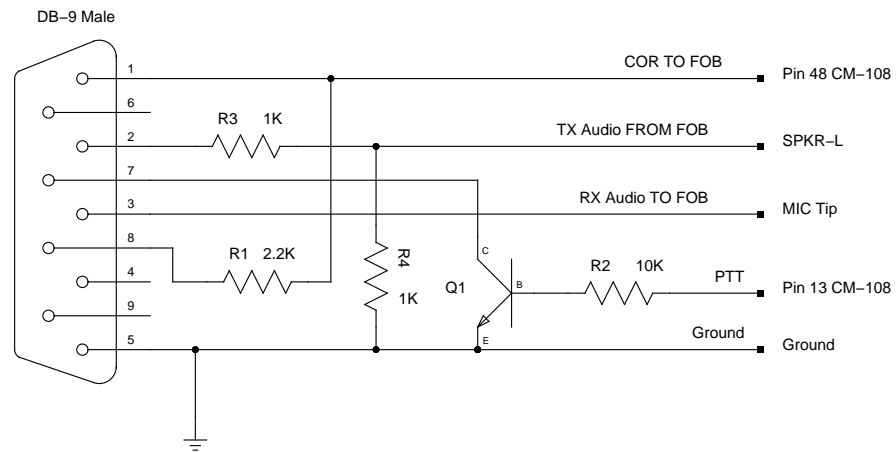 DB-9 Male
1
COR TO FOB
Pin 48 CM-108
6
R3 1K
2
TX Audio FROM FOB
SPKR-L
7
RX Audio TO FOB
3
MIC Tip
8
R1 2.2K
R4
C
4
1K
Q1
B
R2 10K
PTT
Pin 13 CM-108
9
Ground
5
E
Ground